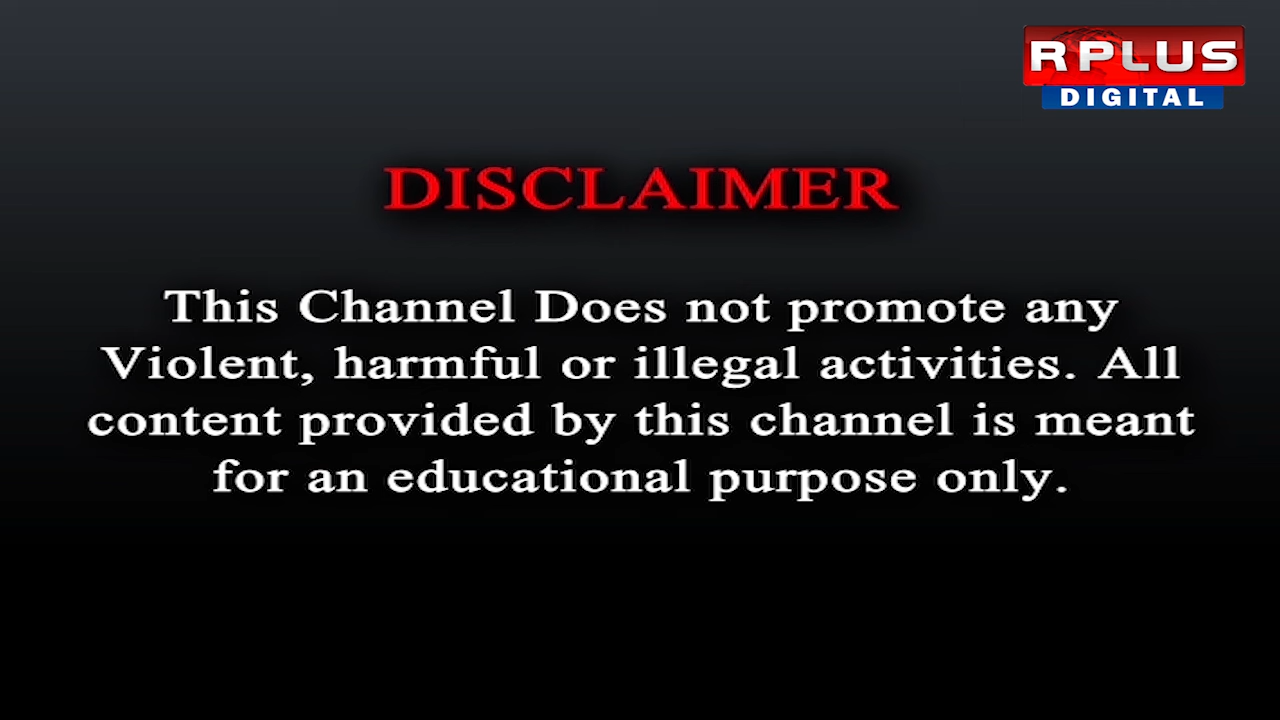 RPLUS
DIGITAL
DISCLAIMER
This Channel Does not promote any
Violent, harmful or illegal activities. All
content provided by this channel is meant
for an educational purpose only.